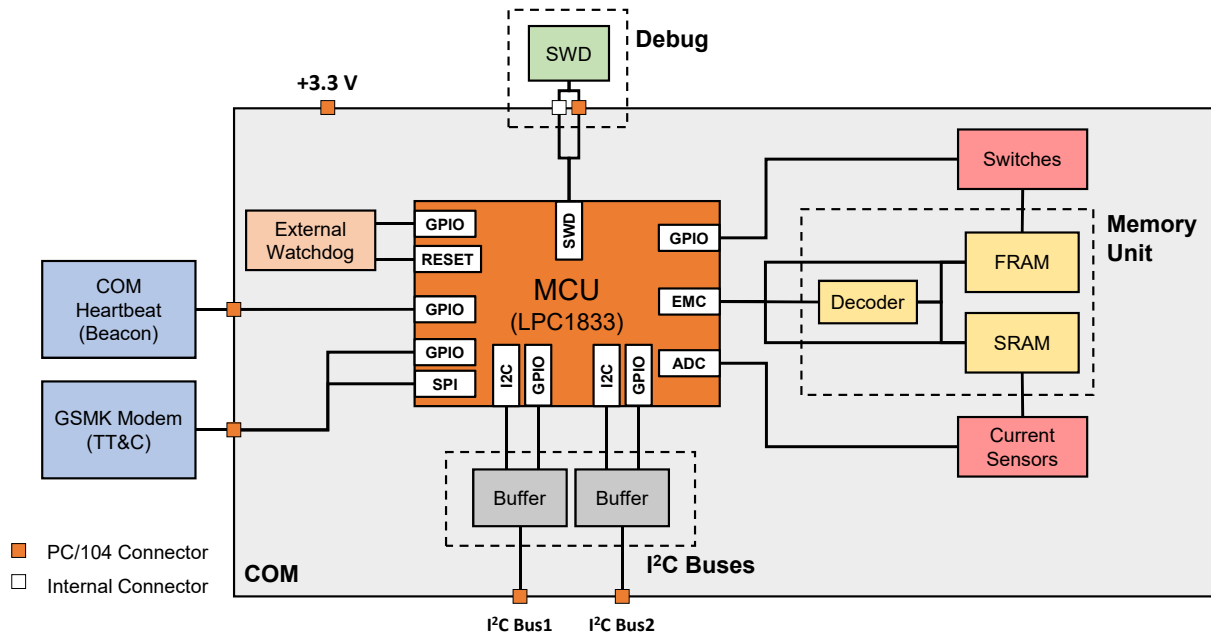 Debug
SWD
+3.3 V
Switches
External
Watchdog
GPIO
RESET
SWD
GPIO
Memory
Unit
FRAM
COM
Heartbeat
(Beacon)
GPIO
MCU
(LPC1833)
EMC
Decoder
SRAM
GPIO
SPI
I2C
GPIO
I2C
GPIO
ADC
GSMK Modem
(TT&C)
Current
Sensors
Buffer
Buffer
PC/104 Connector
Internal Connector
COM
I²C Buses
I²C Bus1
I²C Bus2